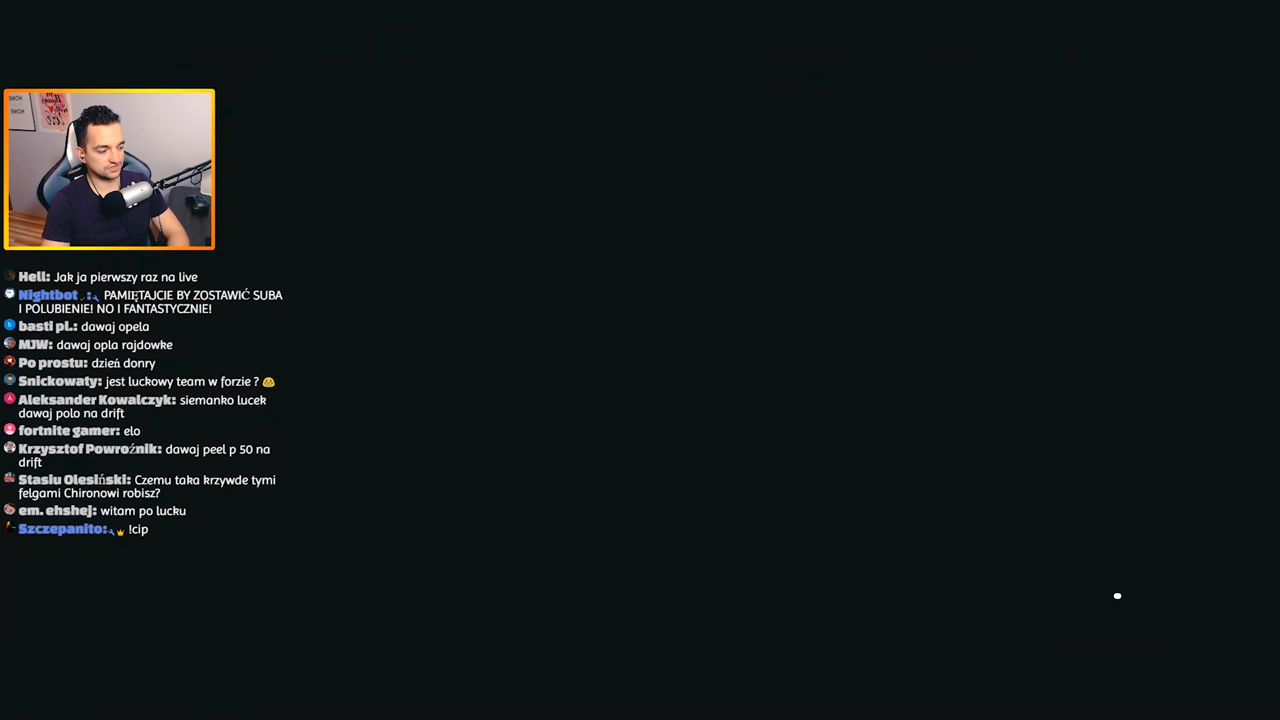 Hell: Jak ja pierwszy raz na live
Nightbot : PAMIĘTAJCIE BY ZOSTAWIĆ SUBA
I POLUBIENIE! NO I FANTASTYCZNIE!
basti pl.: dawaj opela
MJW: dawaj opla rajdowke
Po prostu: dzień donry
Snickowaty: jest luckowy team w forzie ?
Aleksander Kowalczyk: siemanko lucek
dawaj polo na drift
fortnite gamer: elo
Krzysztof Powroźnik: dawaj peel p 50 na
drift
Stasiu Olesiński: Czemu taka krzywde tymi
felgami Chironowi robisz?
em. ehshej: witam po lucku
Szczepanito: !cip